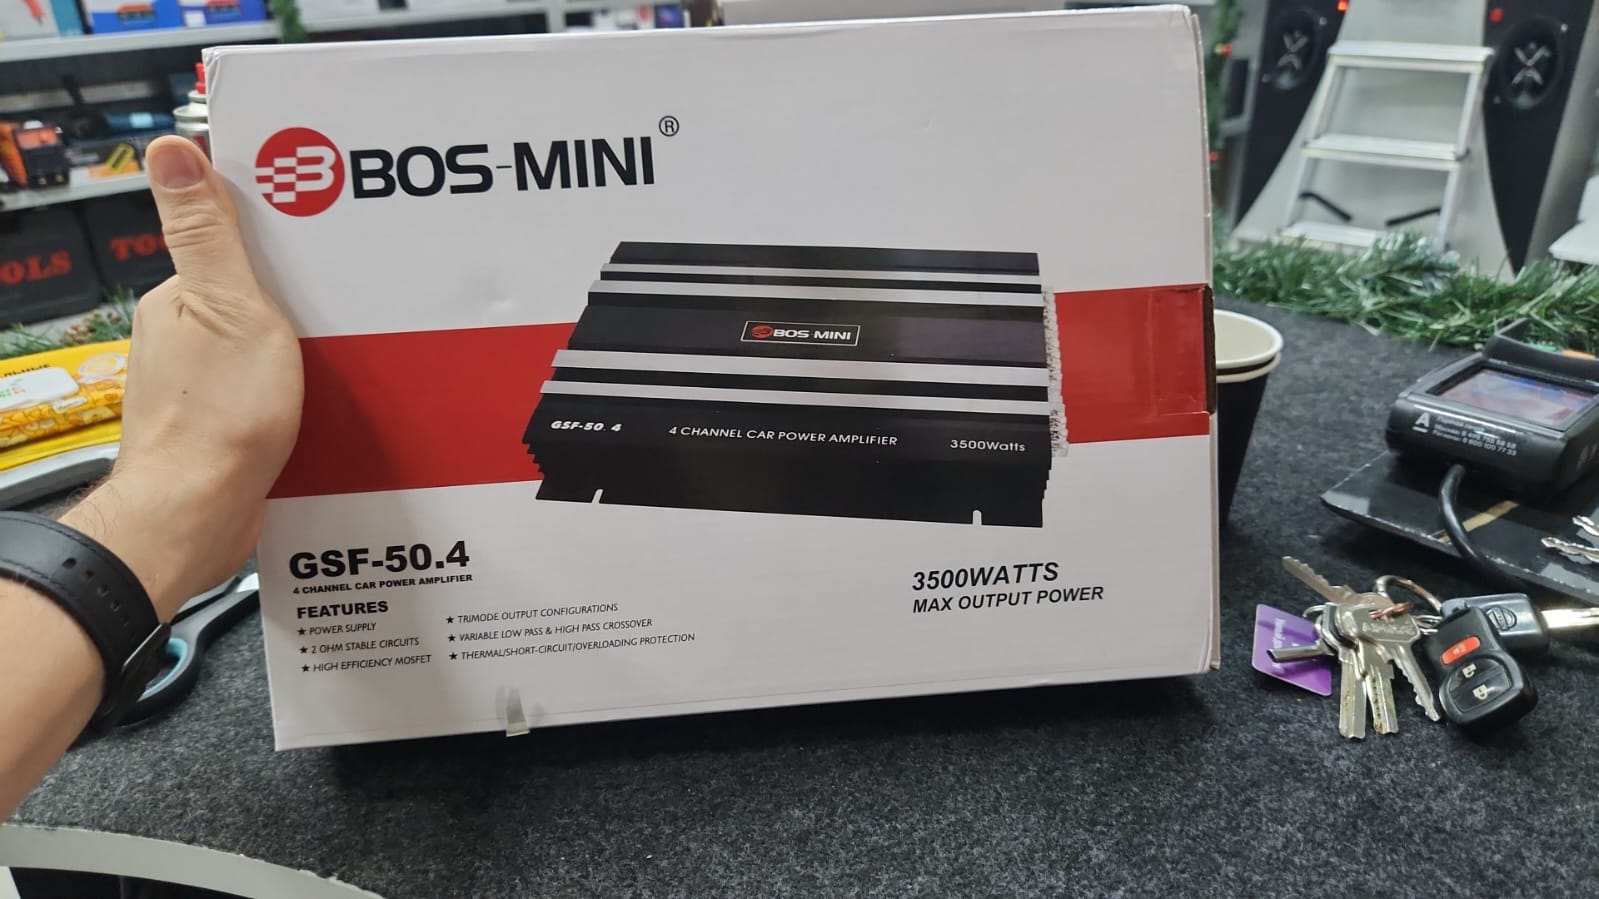 BOS-MINI®
BOS-MINI
GSF-50.4
4 CHANNEL CAR POWER AMPLIFIER
3500Watts
GSF-50.4
4 CHANNEL CAR POWER AMPLIFIER
FEATURES
★ POWER SUPPLY
★ 2 OHM STABLE CIRCUITS
★ HIGH EFFICIENCY MOSFET
★ TRIMODE OUTPUT CONFIGURATIONS
★ VARIABLE LOW PASS & HIGH PASS CROSSOVER
★ THERMAL/SHORT-CIRCUIT/OVERLOADING PROTECTION
3500WATTS
MAX OUTPUT POWER
OLS
TO